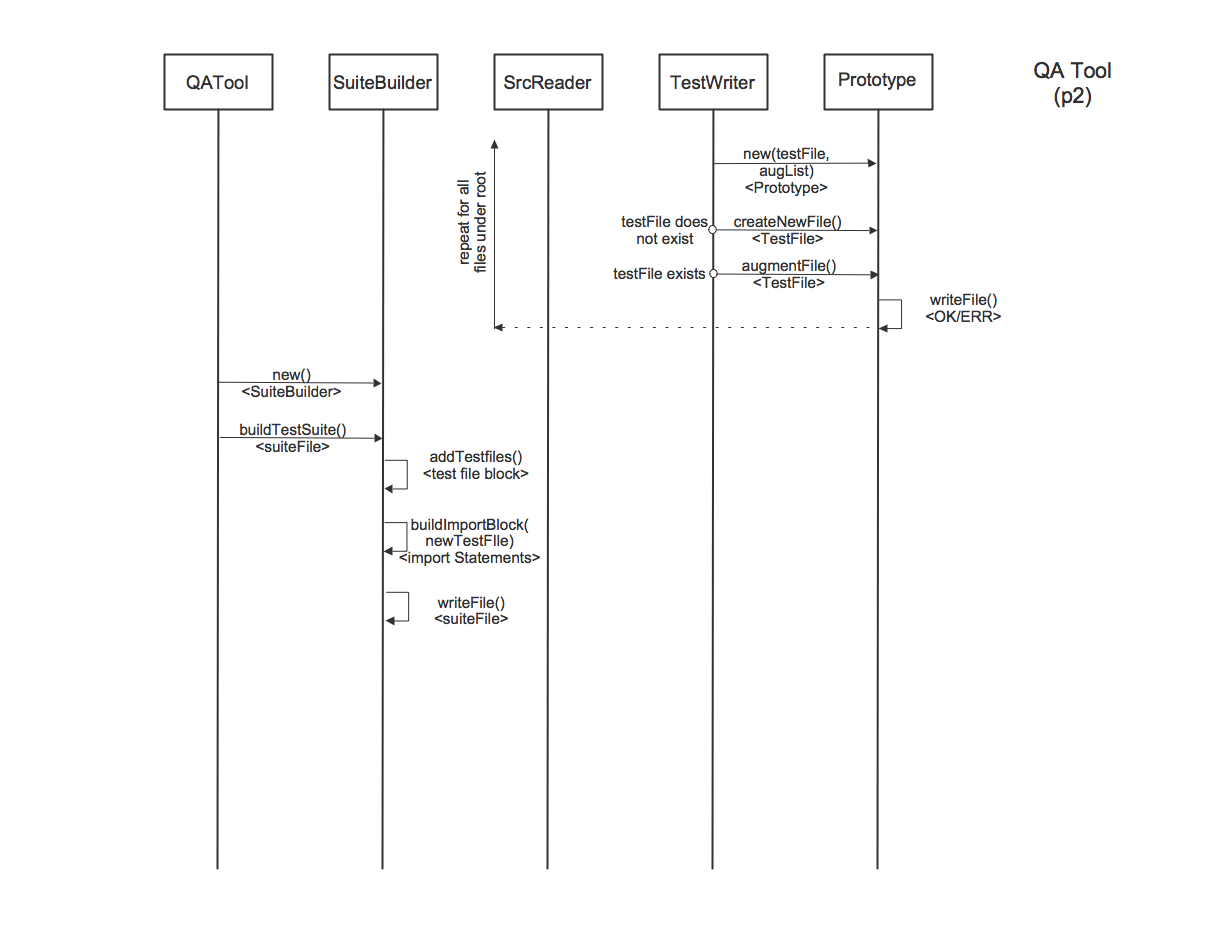 QATool
SuiteBuilder
SrcReader
TestWriter
Prototype
QA Tool
(p2)
repeat for all
files under root
new(testFile,
augList)
<Prototype>
testFile does
not exist
createNewFile()
<TestFile>
testFile exists
augmentFile()
<TestFile>
writeFile()
<OK/ERR>
new()
<SuiteBuilder>
buildTestSuite()
<suiteFile>
addTestfiles()
<test file block>
buildImportBlock(
newTestFIle)
<import Statements>
writeFile()
<suiteFile>